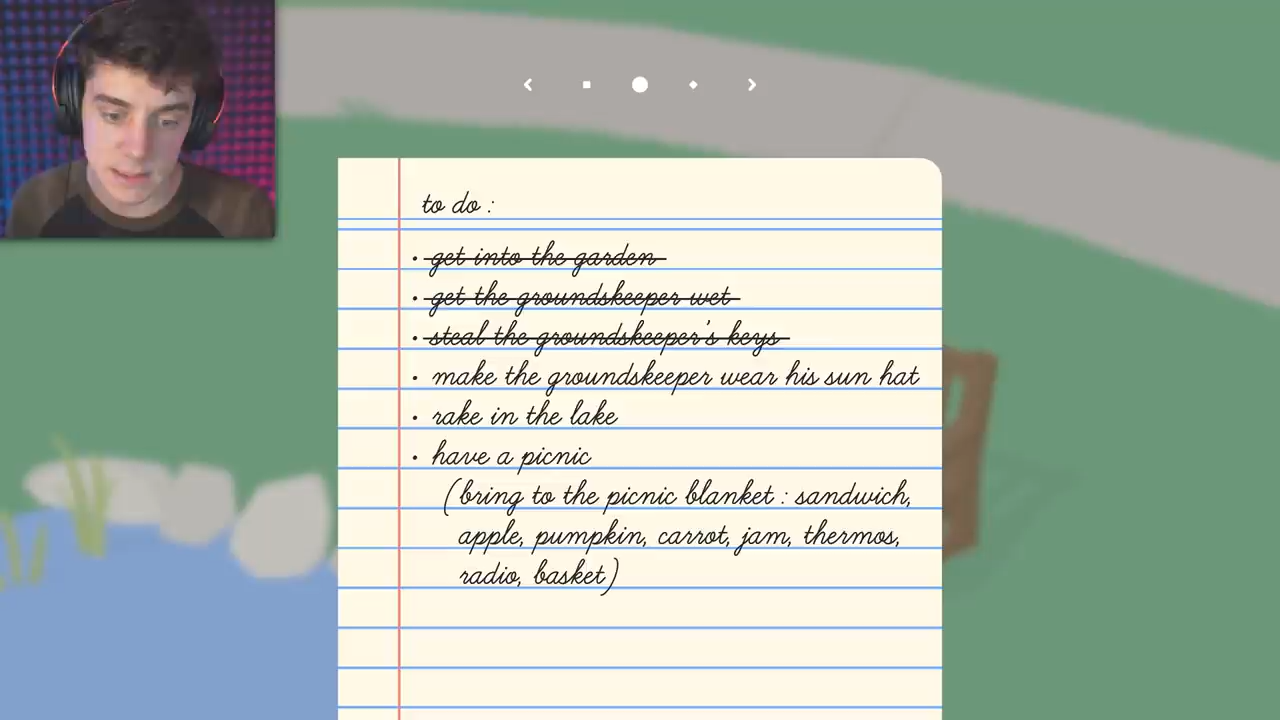 to do :
• get into the garden
• get the groundskeeper wet
• steal the groundskeeper's keys
• make the groundskeeper wear his sun hat
• rake in the lake
• have a picnic
(bring to the picnic blanket : sandwich,
apple, pumpkin, carrot, jam, thermos,
radio, basket)